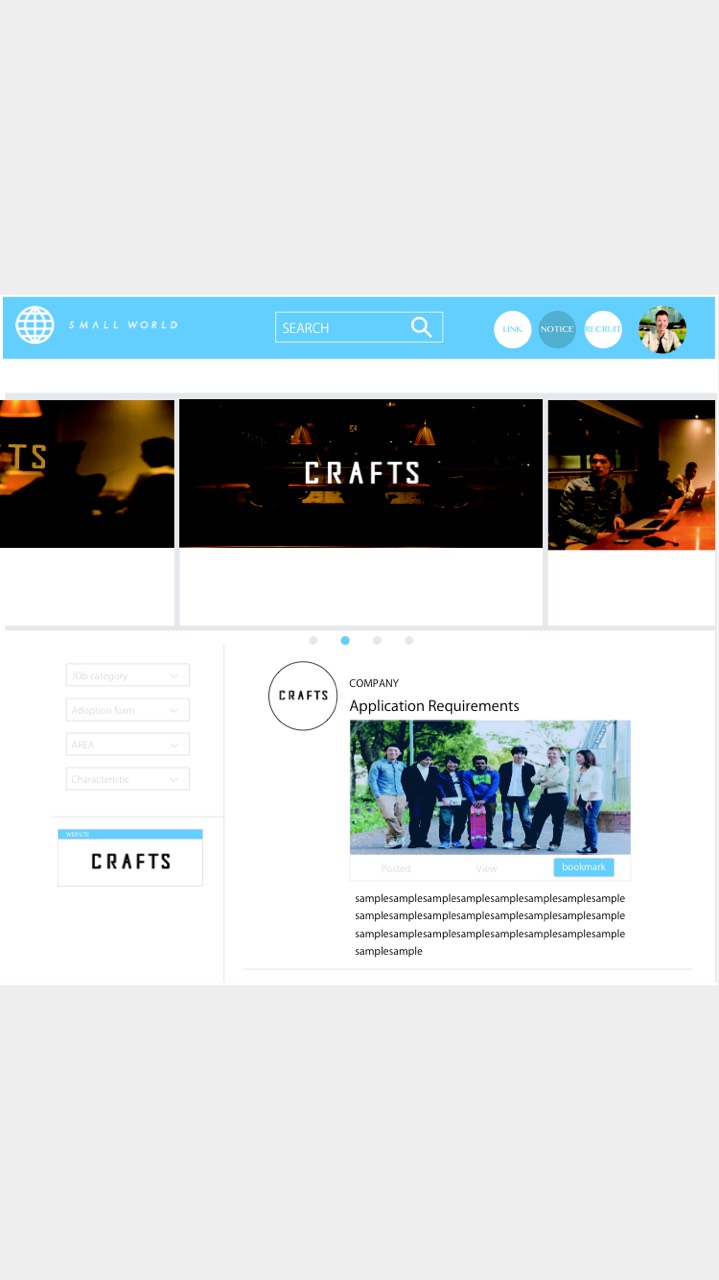 SMALL WORLD
SEARCH
LINK
NOTICE
RECRUIT
TS
CRAFTS
JOb category
Adoption form
AREA
Characteristic
WEBSITE
CRAFTS
CRAFTS
COMPANY
Application Requirements
Posted
View
bookmark
samplesamplesamplesamplesamplesamplesamplesample
samplesamplesamplesamplesamplesamplesamplesample
samplesamplesamplesamplesamplesamplesamplesample
samplesample